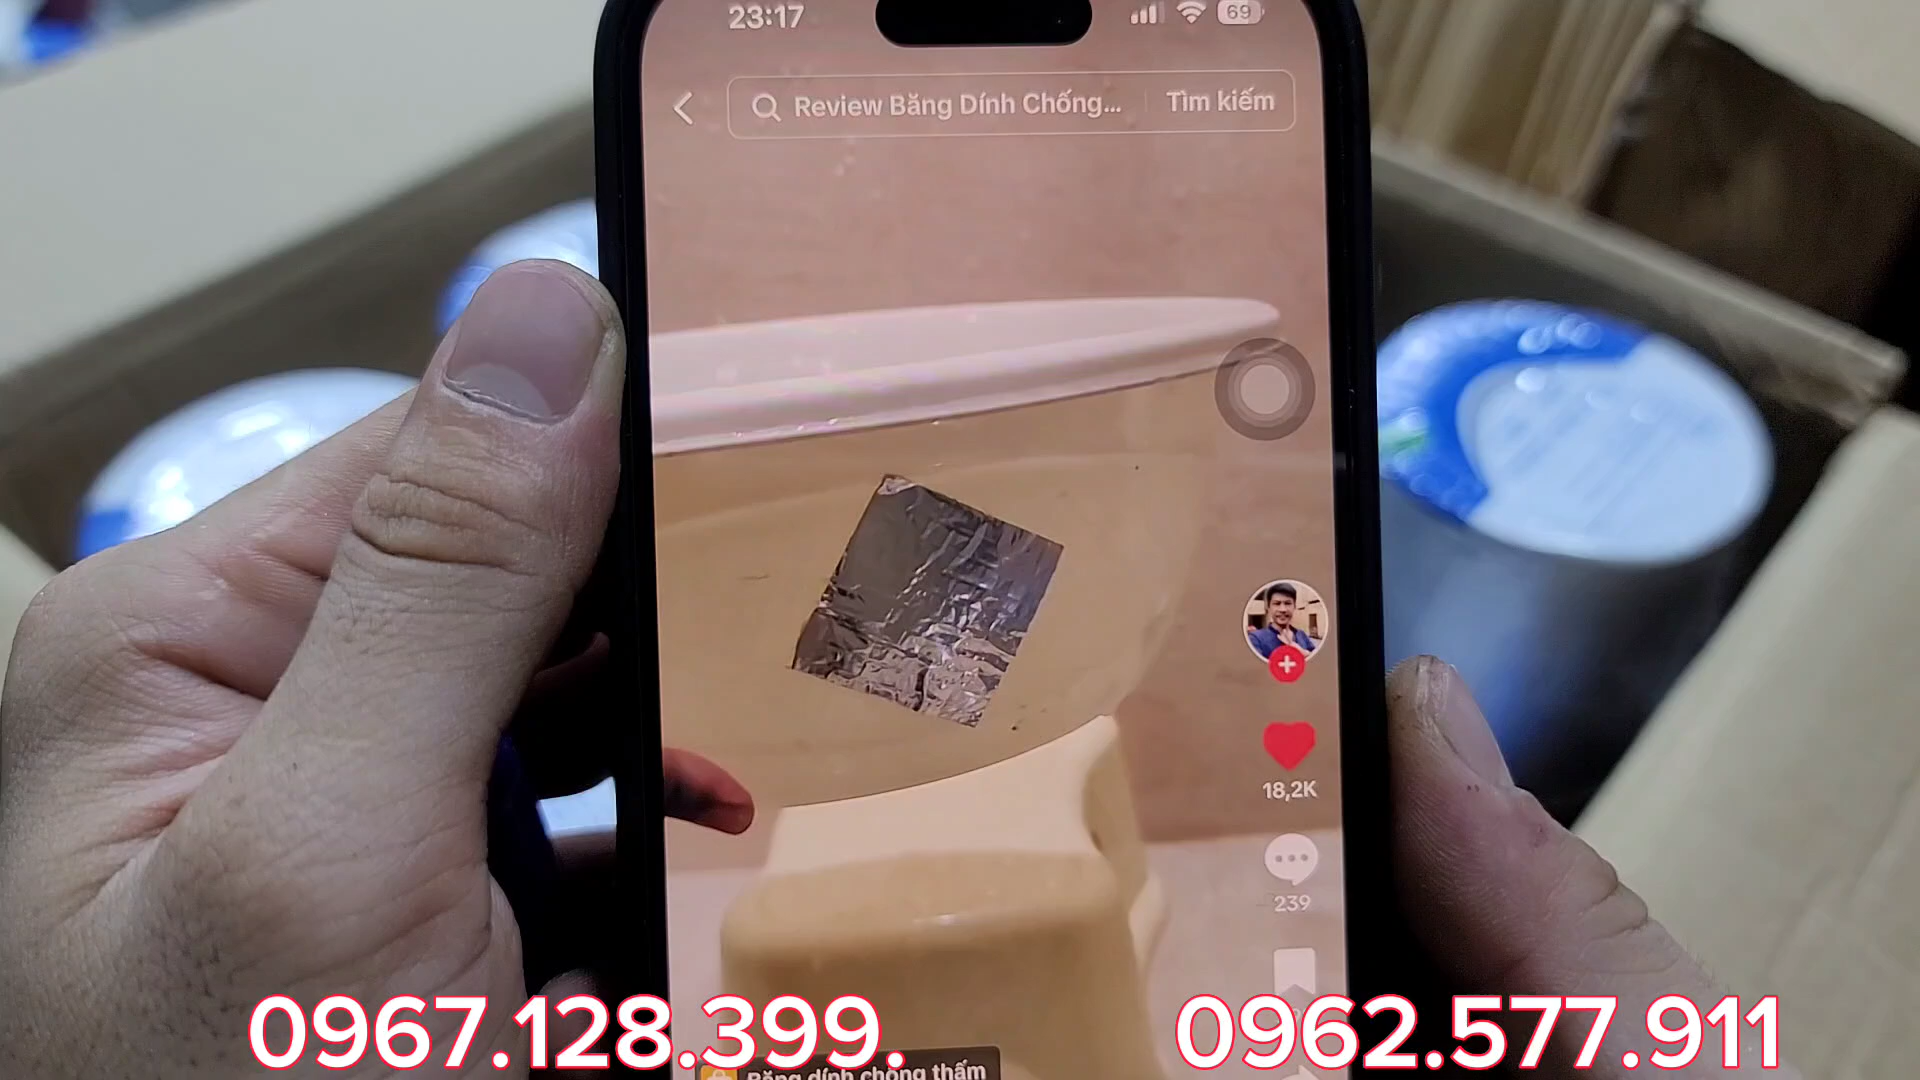 23:17
69
Review Băng Dính Chống...
Tìm kiếm
18,2K
239
0967.128.399.
0962.577.911
Băng dính chống thấm